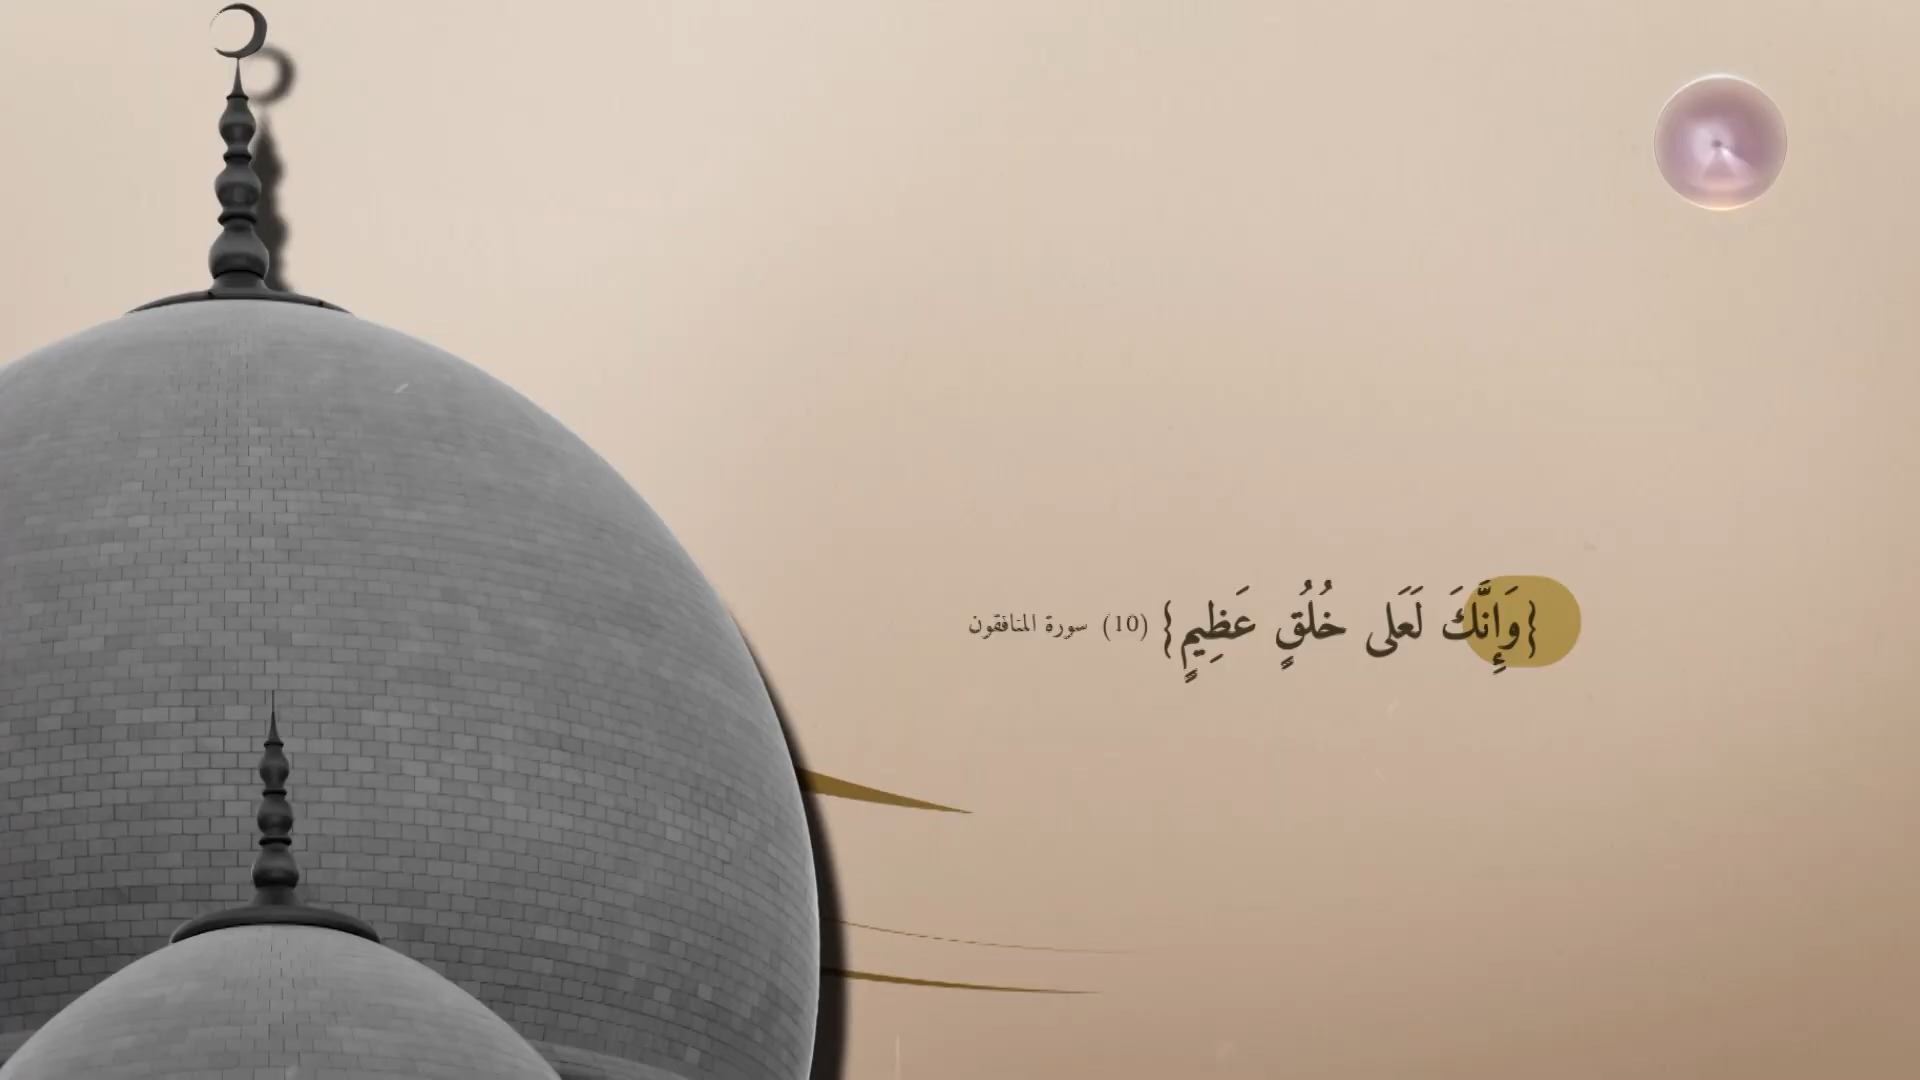 {وَإِنَّكَ لَعَلى خُلُقٍ عَظِيمٍ} (10) سورة المنافقون